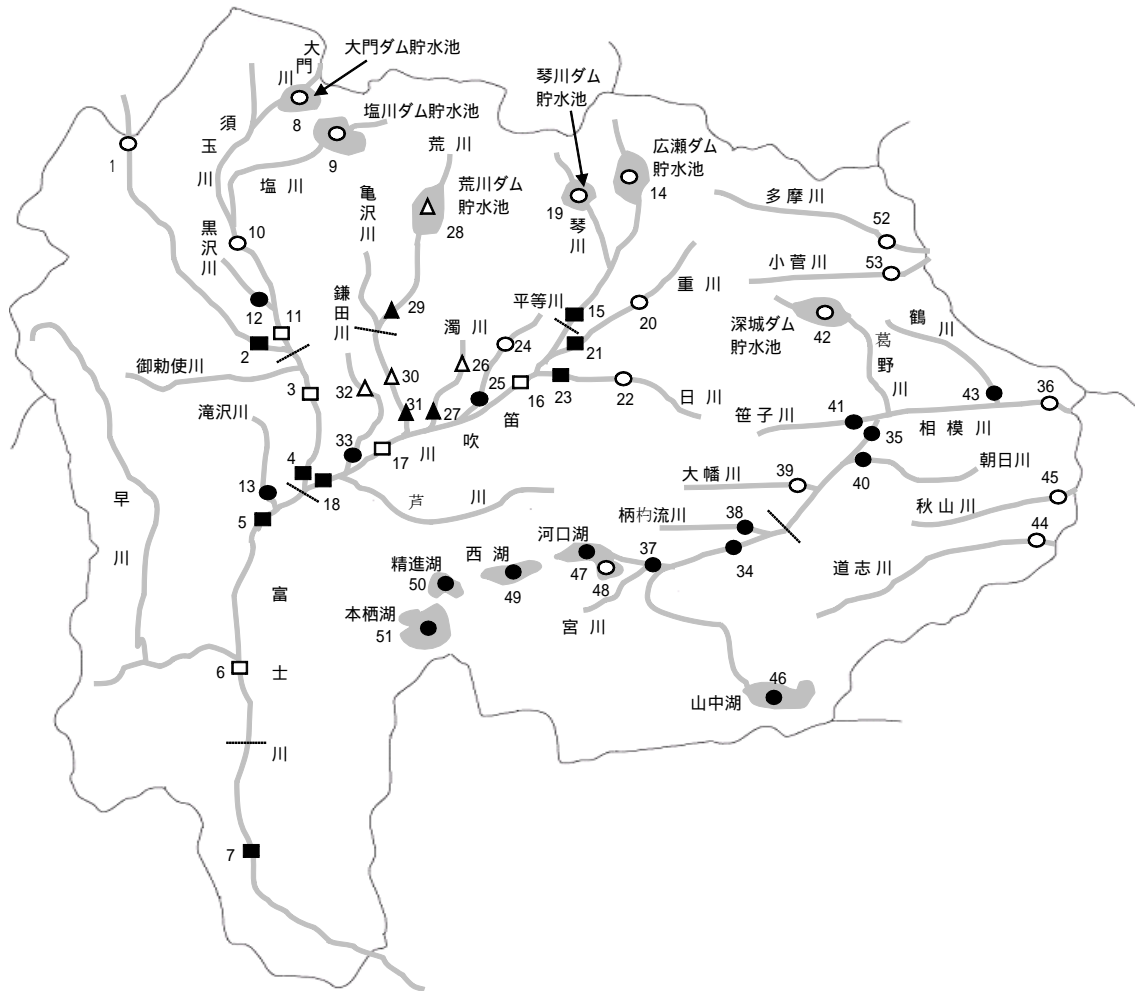 大門川
大門ダム貯水池
8
塩川ダム貯水池
9
須玉川
塩川
1
10
黒沢川
12
11
2
御勅使川
3
滝沢川
4
13
5
18
早川
富士川
6
7
荒川
荒川ダム
貯水池
28
亀沢川
29
鎌田川
32
30
31
33
17
濁川
26
27
24
25
平等川
16
笛吹川
芦川
琴川ダム
貯水池
19
琴川
広瀬ダム
貯水池
14
15
21
20
重川
23
22
日川
多摩川
52
小菅川
53
深城ダム
貯水池
42
葛野川
鶴川
43
36
笹子川
41
35
相模川
40
朝日川
大幡川
39
柄杓流川
38
34
秋山川
45
道志川
44
河口湖
47
48
37
宮川
西湖
49
精進湖
50
本栖湖
51
山中湖
46